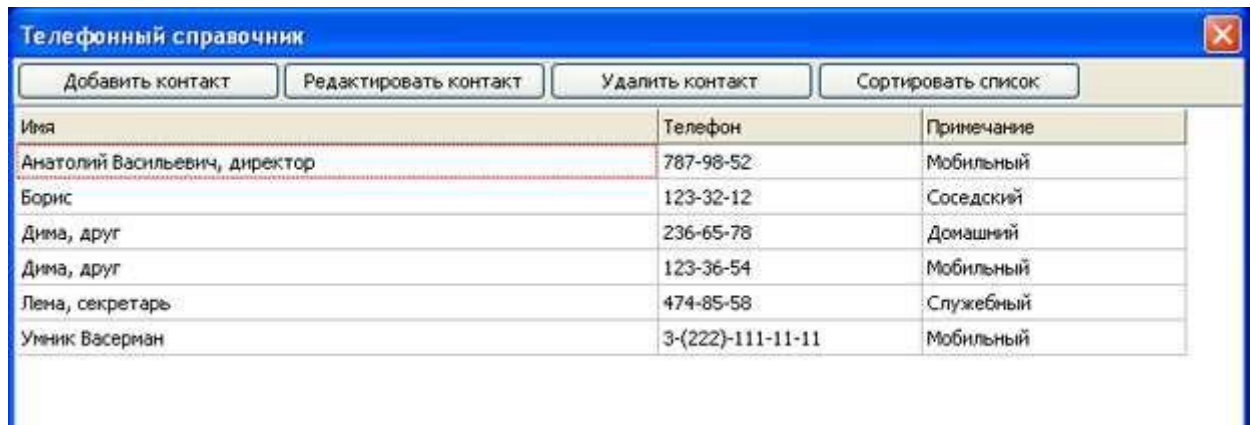 Телефонный справочник
Добавить контакт Редактировать контакт Удалить контакт Сортировать список
Имя Телефон Примечание
Анатолий Васильевич, директор 787-98-52 Мобильный
Борис 123-32-12 Соседский
Дима, друг 236-65-78 Домашний
Дима, друг 123-36-54 Мобильный
Лена, секретарь 474-85-58 Служебный
Умник Васерман 3-(222)-111-11-11 Мобильный